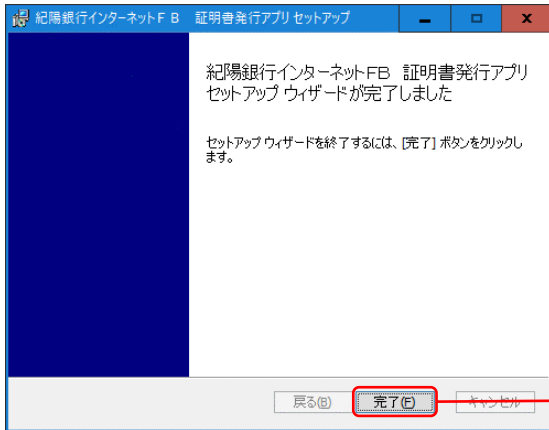 紀陽銀行インターネットＦＢ　証明書発行アプリ セットアップ
紀陽銀行インターネットFB　証明書発行アプリ
セットアップ ウィザードが完了しました
セットアップ ウィザードを終了するには、[完了] ボタンをクリックし
ます。
戻る(B) 完了(F) キャンセル